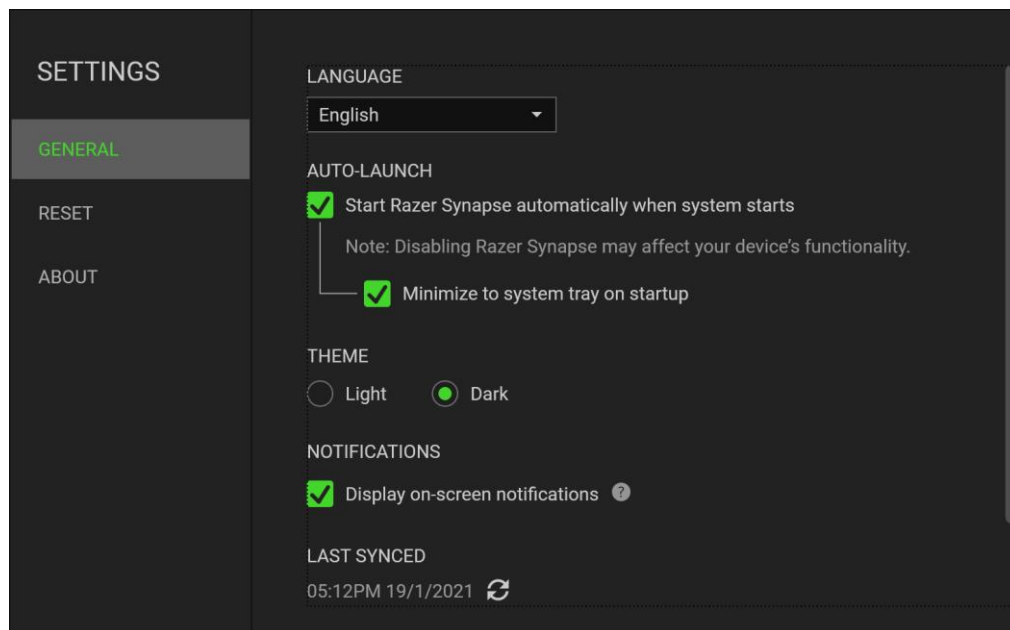 SETTINGS
GENERAL
RESET
ABOUT
LANGUAGE
English
AUTO-LAUNCH
Start Razer Synapse automatically when system starts
Note: Disabling Razer Synapse may affect your device’s functionality.
Minimize to system tray on startup
THEME
Light Dark
NOTIFICATIONS
Display on-screen notifications ?
LAST SYNCED
05:12PM 19/1/2021